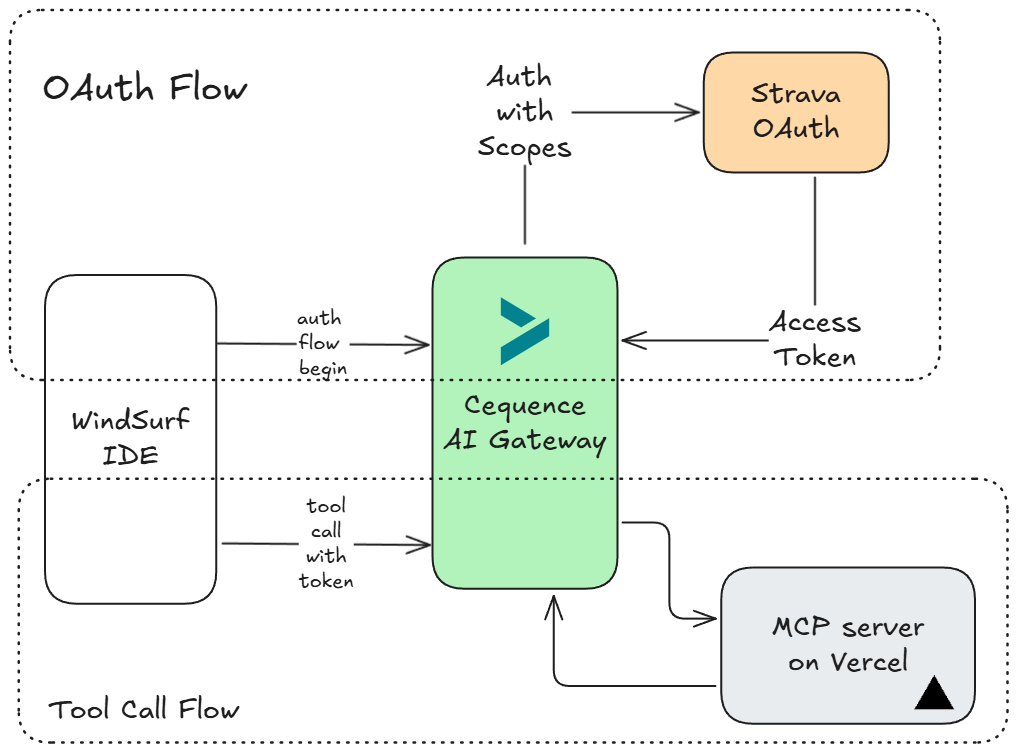 OAuth Flow
Auth
with
Scopes
Strava
OAuth
auth
flow
begin
Access
Token
WindSurf
IDE
Cequence
AI Gateway
tool
call
with
token
MCP server
on Vercel
Tool Call Flow